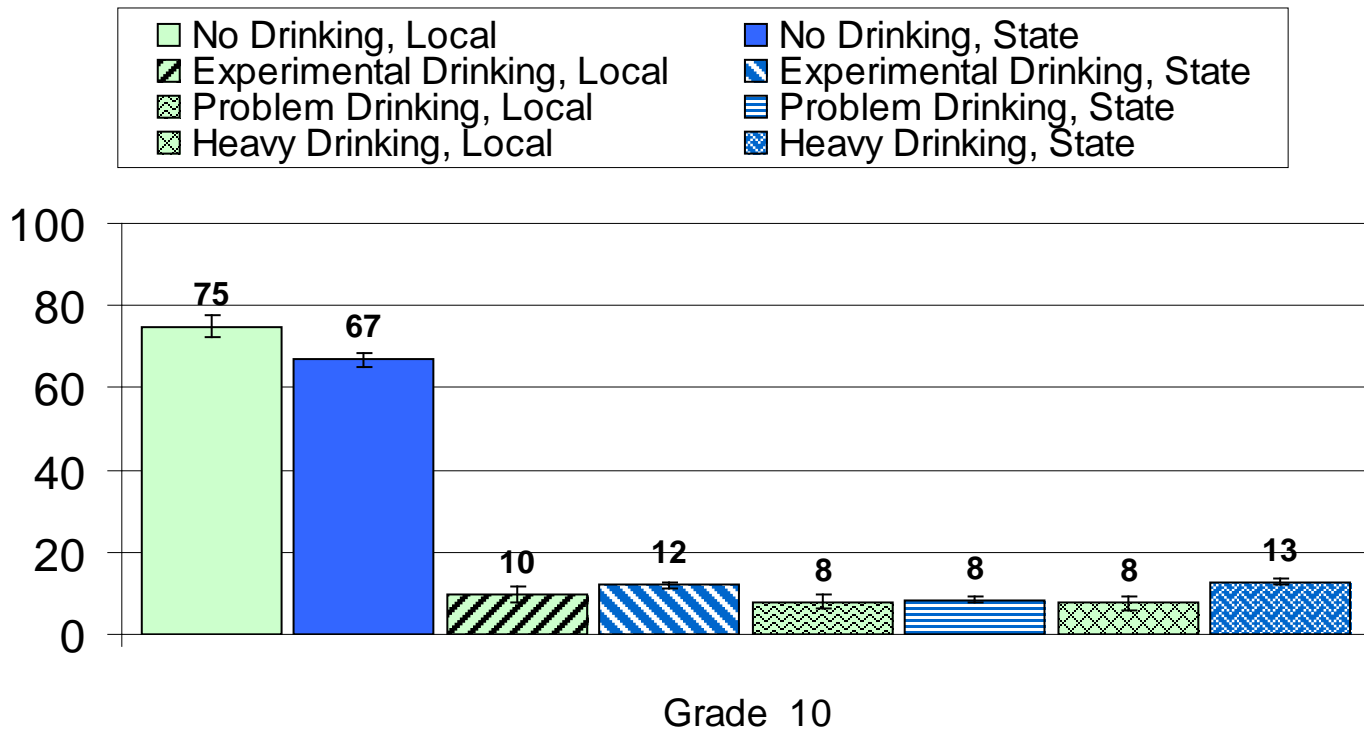 No Drinking, Local No Drinking, State
Experimental Drinking, Local Experimental Drinking, State
Problem Drinking, Local Problem Drinking, State
Heavy Drinking, Local Heavy Drinking, State
100
80
60
40
20
0
75
67
10
12
8
8
8
13
Grade 10